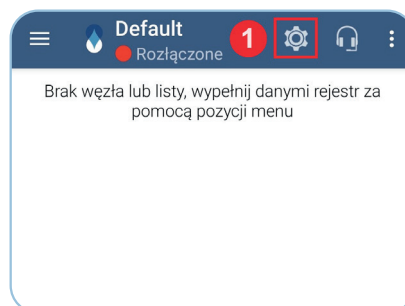 Default
Rozłączone
1
Brak węzła lub listy, wypełnij danymi rejestr za
pomocą pozycji menu